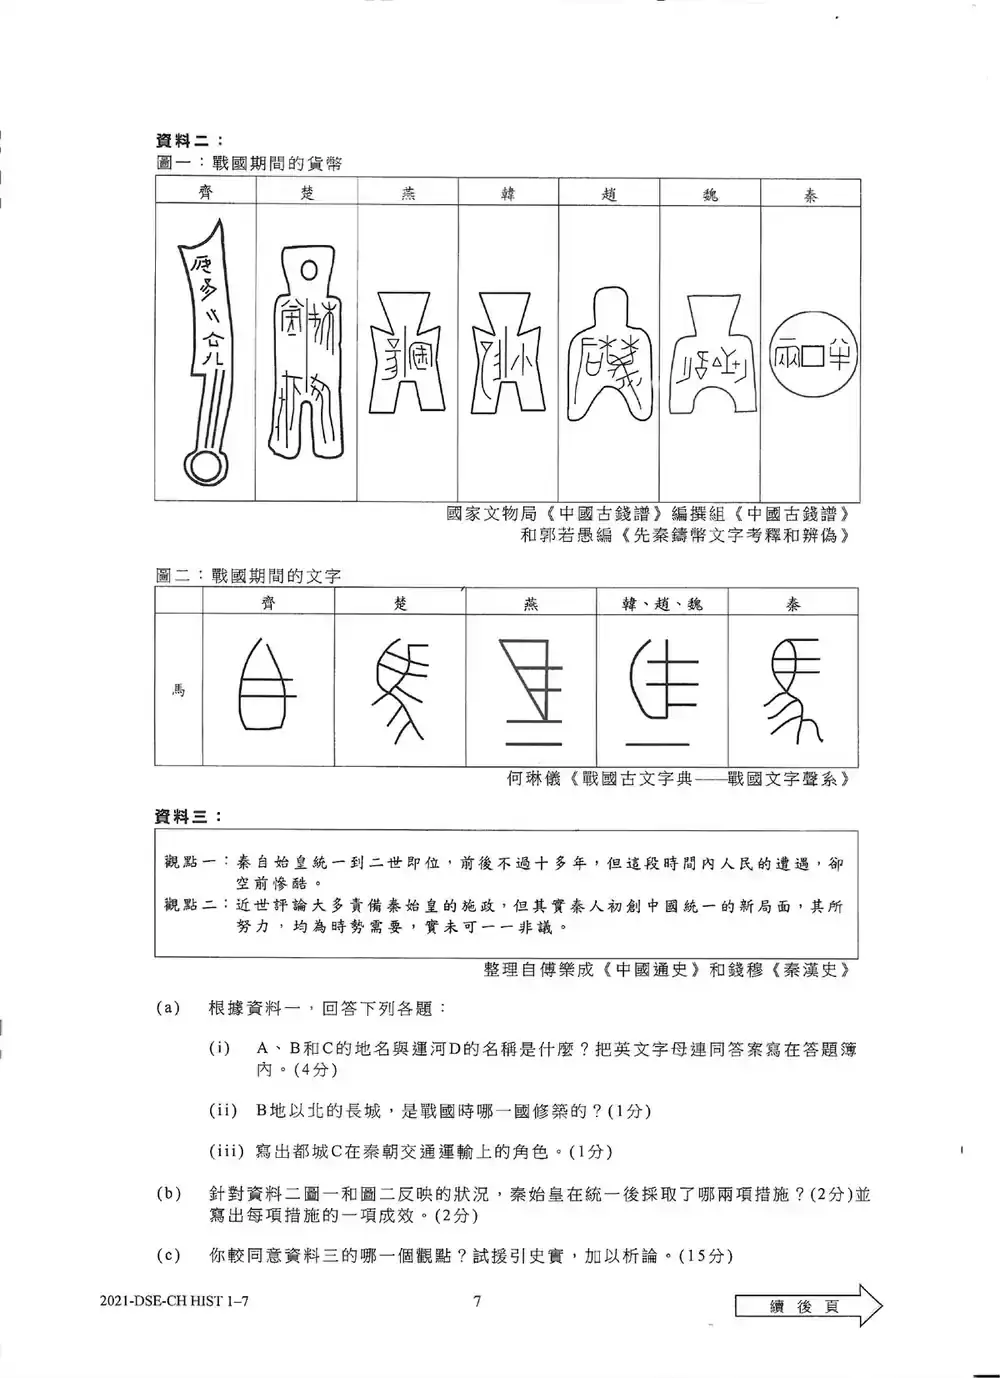 資料二：
圖一：戰國期間的貨幣
齊 楚 燕 韓 趙 魏 秦
兩 半
國家文物局《中國古錢譜》編撰組《中國古錢譜》
和郭若愚編《先秦鑄幣文字考釋和辨偽》
圖二：戰國期間的文字
齊 楚 燕 韓、趙、魏 秦
馬
何琳儀《戰國古文字典——戰國文字聲系》
資料三：
觀點一：秦自始皇統一到二世即位，前後不過十多年，但這段時間內人民的遭遇，卻
空前慘酷。
觀點二：近世評論大多責備秦始皇的施政，但其實秦人初創中國統一的新局面，其所
努力，均為時勢需要，實未可一一非議。
整理自傅樂成《中國通史》和錢穆《秦漢史》
(a) 根據資料一，回答下列各題：
(i) A、B和C的地名與運河D的名稱是什麼？把英文字母連同答案寫在答題簿
內。(4分)
(ii) B地以北的長城，是戰國時哪一國修築的？(1分)
(iii) 寫出都城C在秦朝交通運輸上的角色。(1分)
(b) 針對資料二圖一和圖二反映的狀況，秦始皇在統一後採取了哪兩項措施？(2分)並
寫出每項措施的一項成效。(2分)
(c) 你較同意資料三的哪一個觀點？試援引史實，加以析論。(15分)
2021-DSE-CH HIST 1–7
7
續後頁